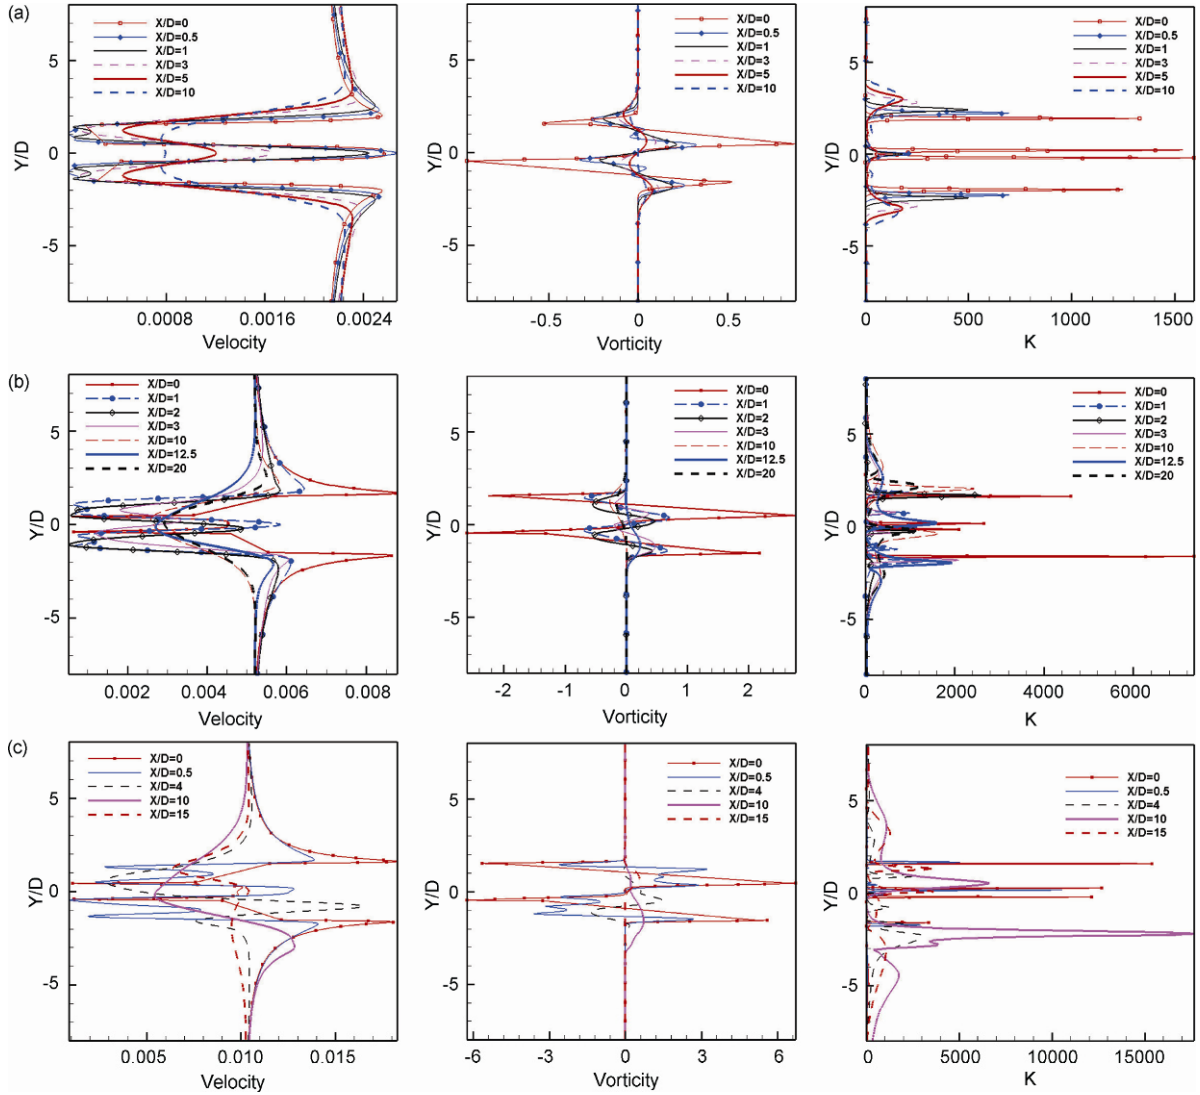 (a)
X/D=0
X/D=0.5
X/D=1
X/D=3
X/D=5
X/D=10
Y/D
5
0
-5
0.0008 0.0016 0.0024
Velocity
X/D=0
X/D=0.5
X/D=1
X/D=3
X/D=5
X/D=10
Y/D
5
0
-5
-0.5 0 0.5
Vorticity
X/D=0
X/D=0.5
X/D=1
X/D=3
X/D=5
X/D=10
Y/D
5
0
-5
0 500 1000 1500
K
(b)
X/D=0
X/D=1
X/D=2
X/D=3
X/D=10
X/D=12.5
X/D=20
Y/D
5
0
-5
0.002 0.004 0.006 0.008
Velocity
X/D=0
X/D=1
X/D=2
X/D=3
X/D=10
X/D=12.5
X/D=20
Y/D
5
0
-5
-2 -1 0 1 2
Vorticity
X/D=0
X/D=1
X/D=2
X/D=3
X/D=10
X/D=12.5
X/D=20
Y/D
5
0
-5
0 2000 4000 6000
K
(c)
X/D=0
X/D=0.5
X/D=4
X/D=10
X/D=15
Y/D
5
0
-5
0.005 0.010 0.015
Velocity
X/D=0
X/D=0.5
X/D=4
X/D=10
X/D=15
Y/D
5
0
-5
-6 -3 0 3 6
Vorticity
X/D=0
X/D=0.5
X/D=4
X/D=10
X/D=15
Y/D
5
0
-5
0 5000 10000 15000
K